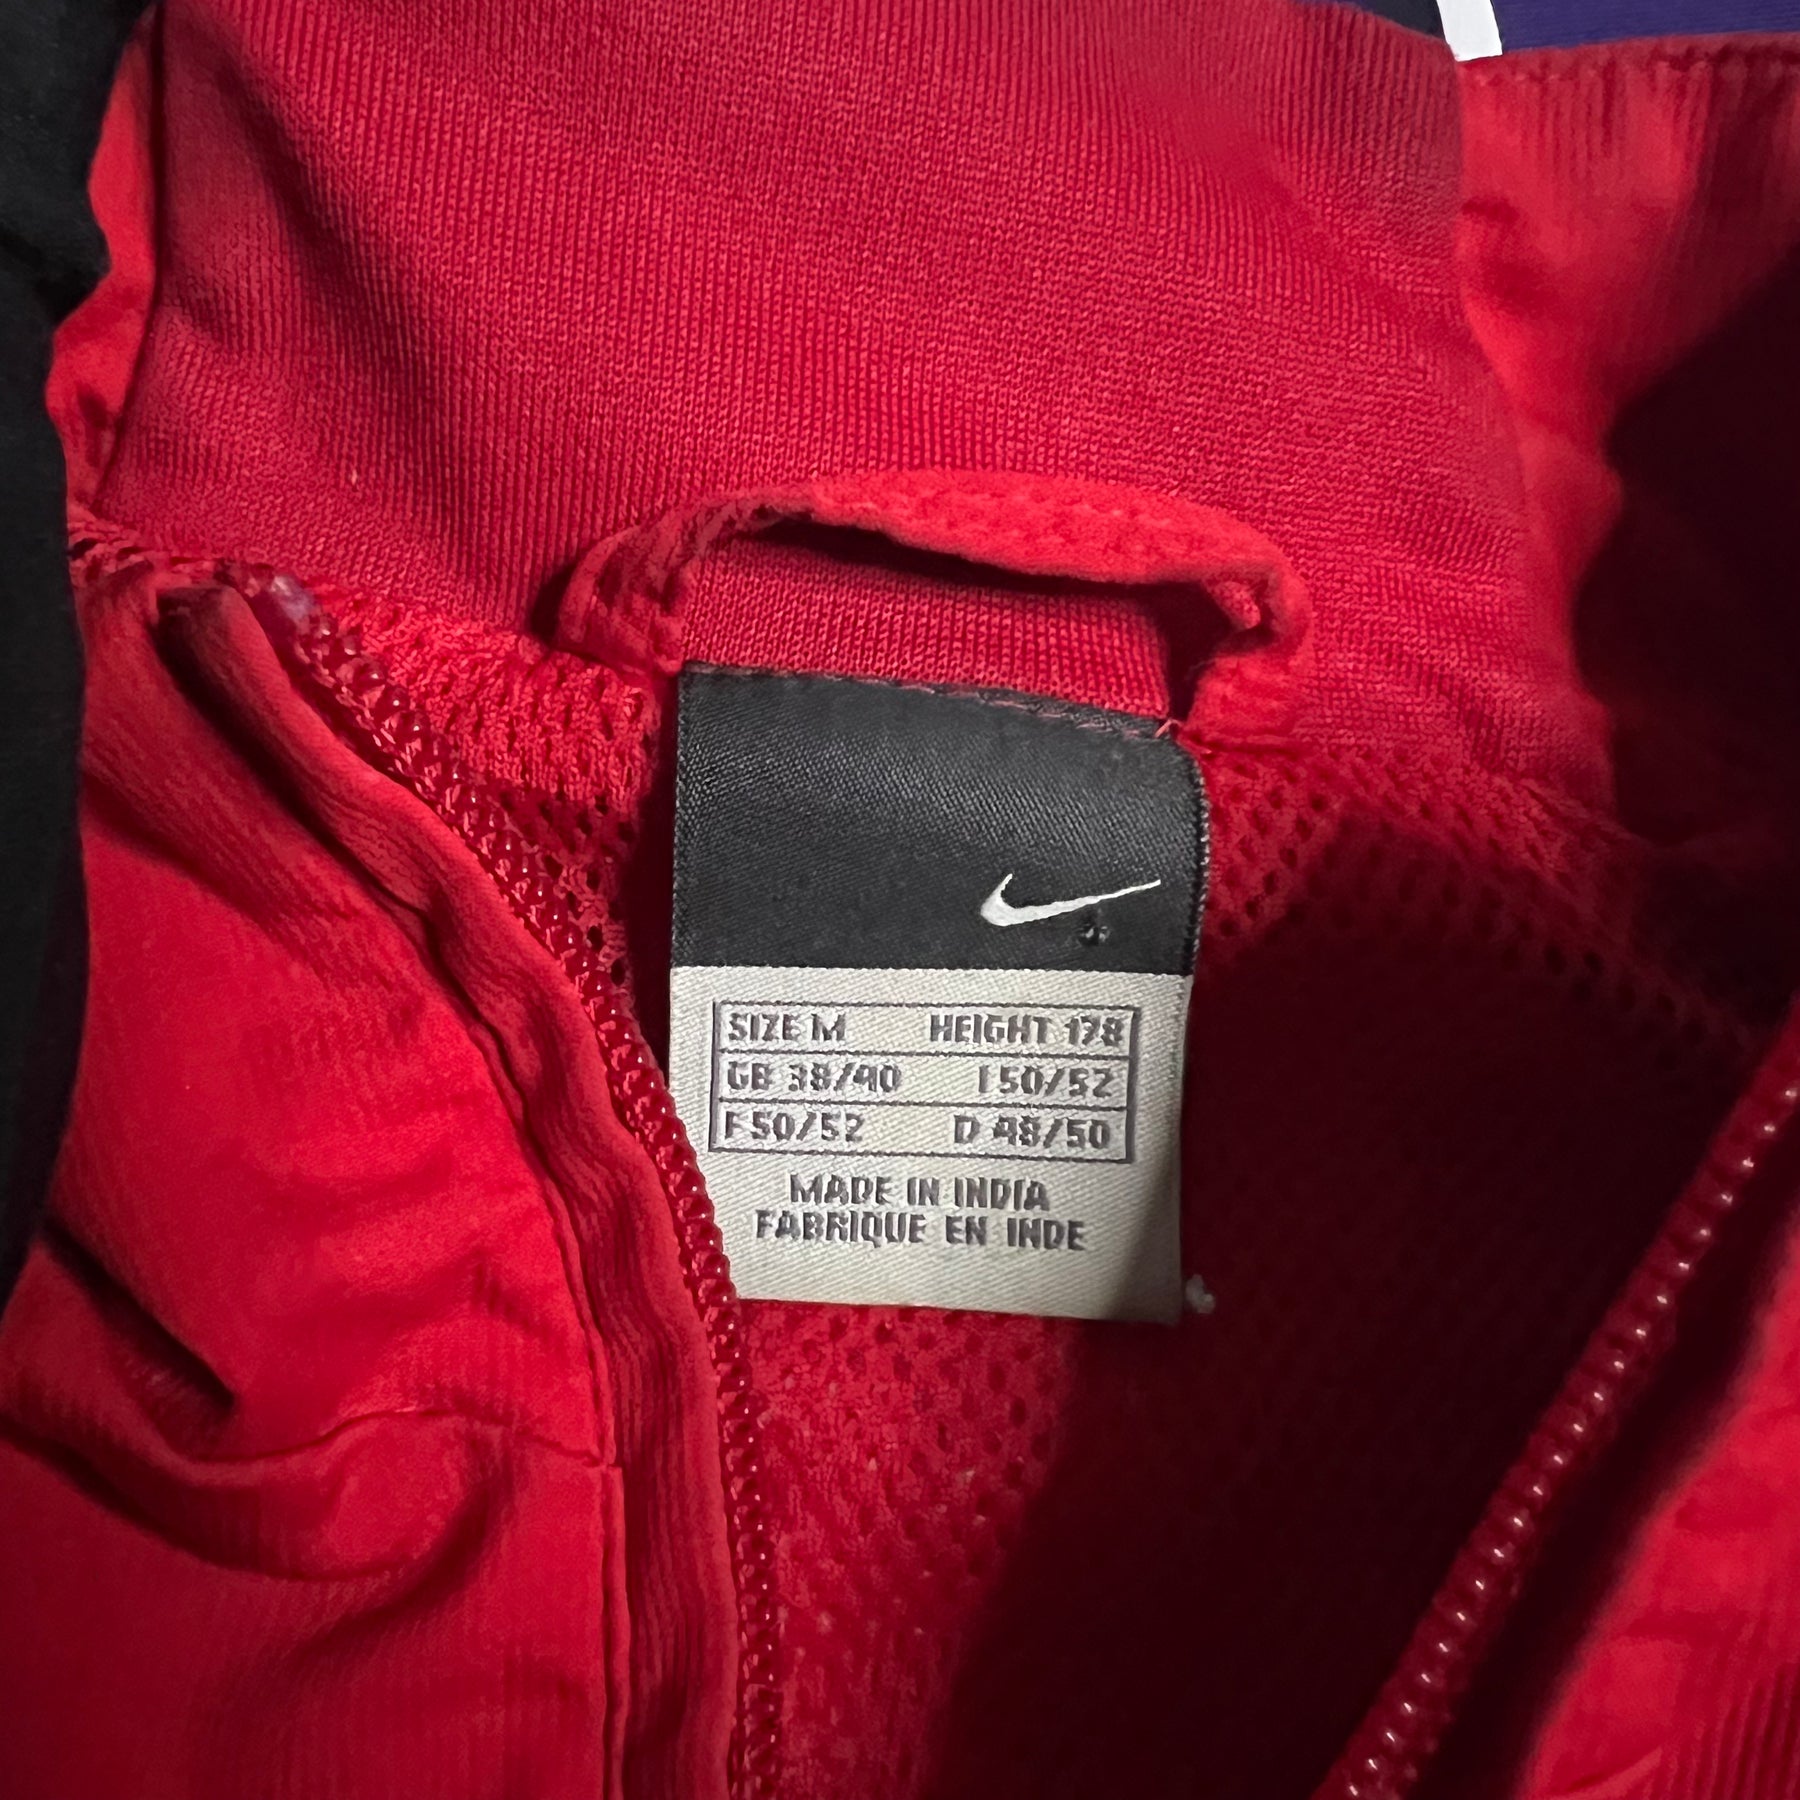 SIZE M HEIGHT 178
GB 38/40 I 50/52
F 50/52 D 48/50
MADE IN INDIA
FABRIQUE EN INDE